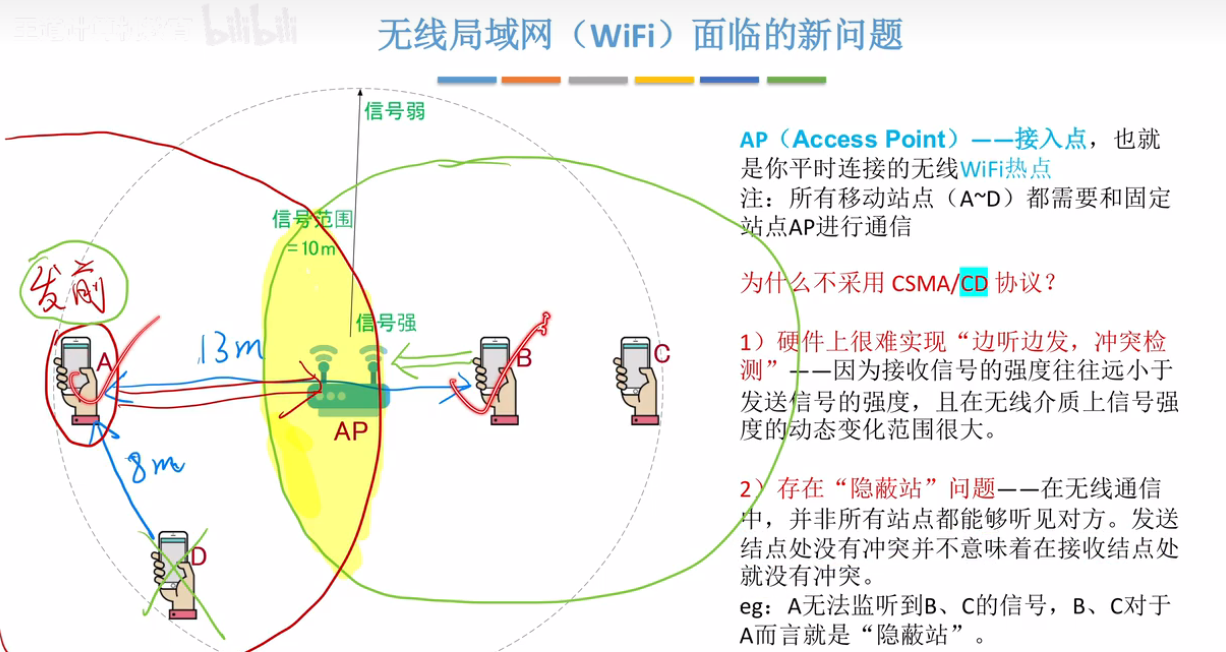 bilibili
无线局域网（WiFi）面临的新问题
信号弱
信号范围
=10m
信号强
发前
A
13m
B
C
AP
8m
D
AP（Access Point）——接入点，也就
是你平时连接的无线WiFi热点
注：所有移动站点（A~D）都需要和固定
站点AP进行通信
为什么不采用 CSMA/CD 协议？
1）硬件上很难实现“边听边发，冲突检
测”——因为接收信号的强度往往远小于
发送信号的强度，且在无线介质上信号强
度的动态变化范围很大。
2）存在“隐蔽站”问题——在无线通信
中，并非所有站点都能够听见对方。发送
结点处没有冲突并不意味着在接收结点处
就没有冲突。
eg：A无法监听到B、C的信号，B、C对于
A而言就是“隐蔽站”。